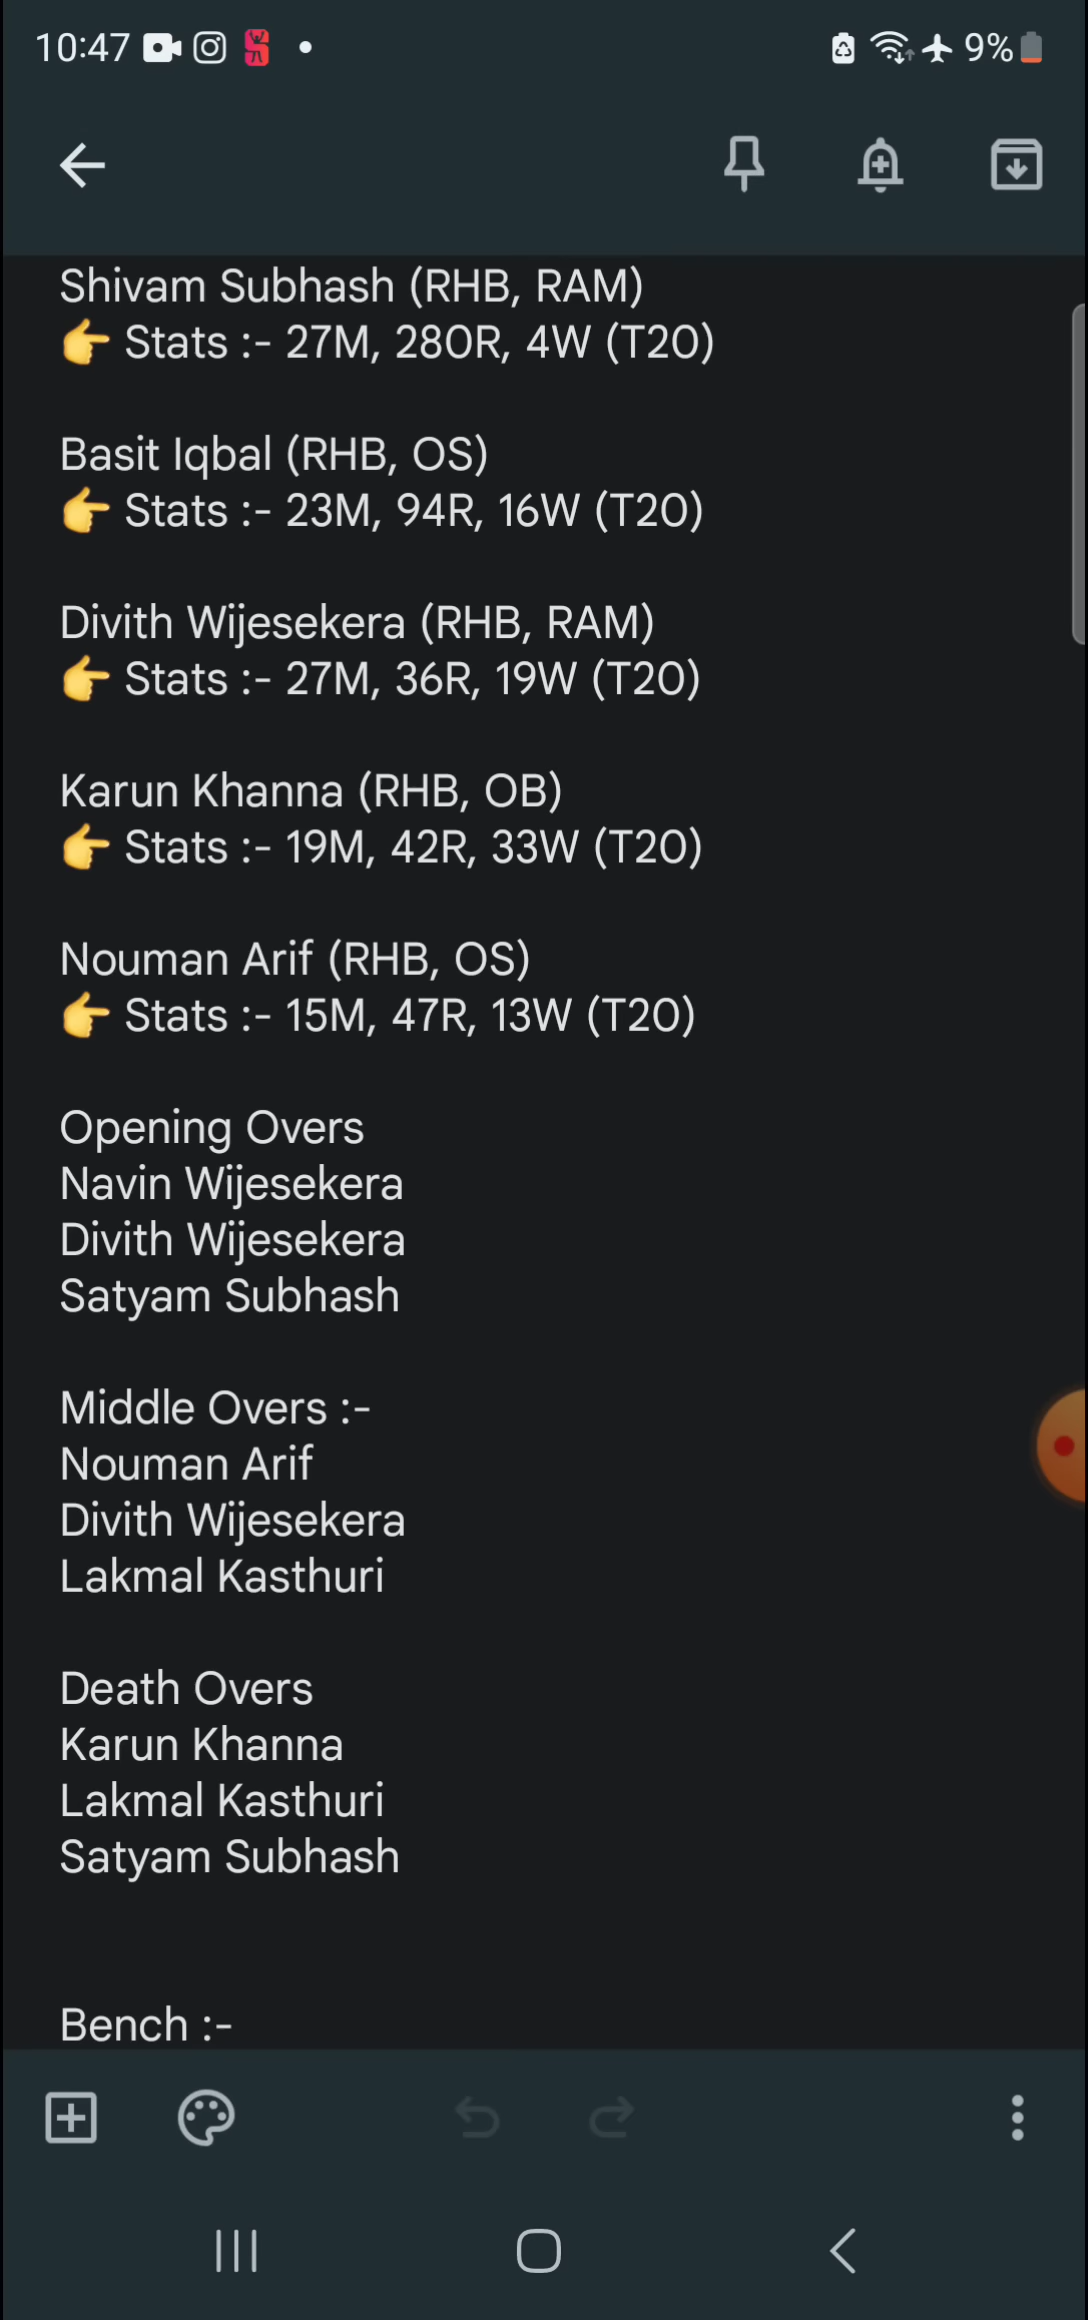 10:47
9%
Shivam Subhash (RHB, RAM)
👉 Stats :- 27M, 280R, 4W (T20)
Basit Iqbal (RHB, OS)
👉 Stats :- 23M, 94R, 16W (T20)
Divith Wijesekera (RHB, RAM)
👉 Stats :- 27M, 36R, 19W (T20)
Karun Khanna (RHB, OB)
👉 Stats :- 19M, 42R, 33W (T20)
Nouman Arif (RHB, OS)
👉 Stats :- 15M, 47R, 13W (T20)
Opening Overs
Navin Wijesekera
Divith Wijesekera
Satyam Subhash
Middle Overs :-
Nouman Arif
Divith Wijesekera
Lakmal Kasthuri
Death Overs
Karun Khanna
Lakmal Kasthuri
Satyam Subhash
Bench :-